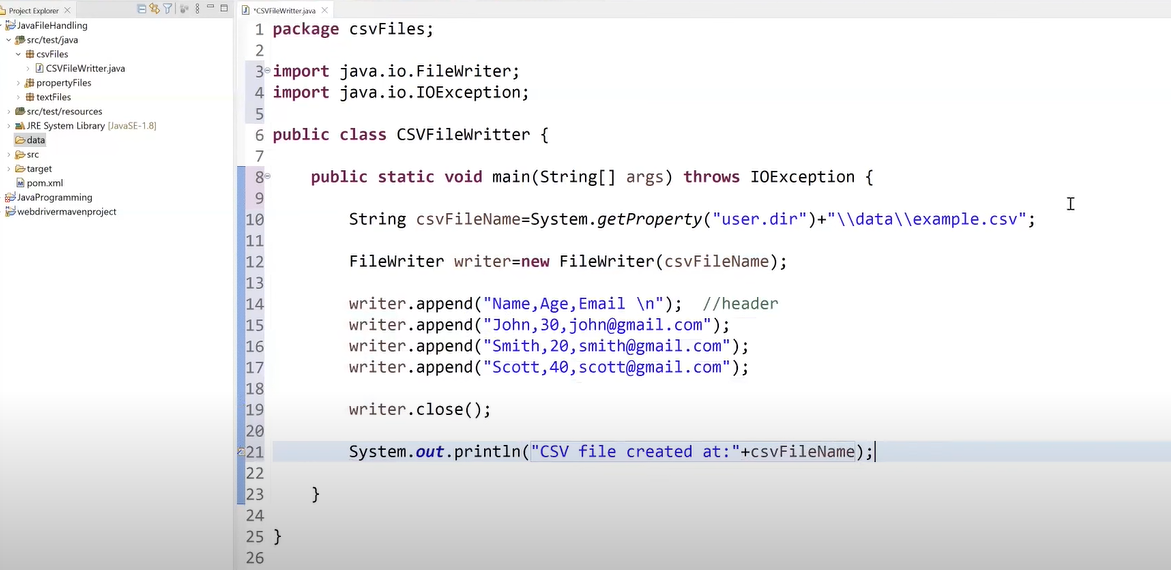 Project Explorer
JavaFileHandling
src/test/java
csvFiles
CSVFileWritter.java
propertyFiles
textFiles
src/test/resources
JRE System Library [JavaSE-1.8]
data
src
target
pom.xml
JavaProgramming
webdrivermavenproject
*CSVFileWritter.java
1 package csvFiles;
2
3 import java.io.FileWriter;
4 import java.io.IOException;
5
6 public class CSVFileWritter {
7
8 public static void main(String[] args) throws IOException {
9
10 String csvFileName=System.getProperty("user.dir")+"\\data\\example.csv";
11
12 FileWriter writer=new FileWriter(csvFileName);
13
14 writer.append("Name,Age,Email \n"); //header
15 writer.append("John,30,john@gmail.com");
16 writer.append("Smith,20,smith@gmail.com");
17 writer.append("Scott,40,scott@gmail.com");
18
19 writer.close();
20
21 System.out.println("CSV file created at:"+csvFileName);
22
23 }
24
25 }
26